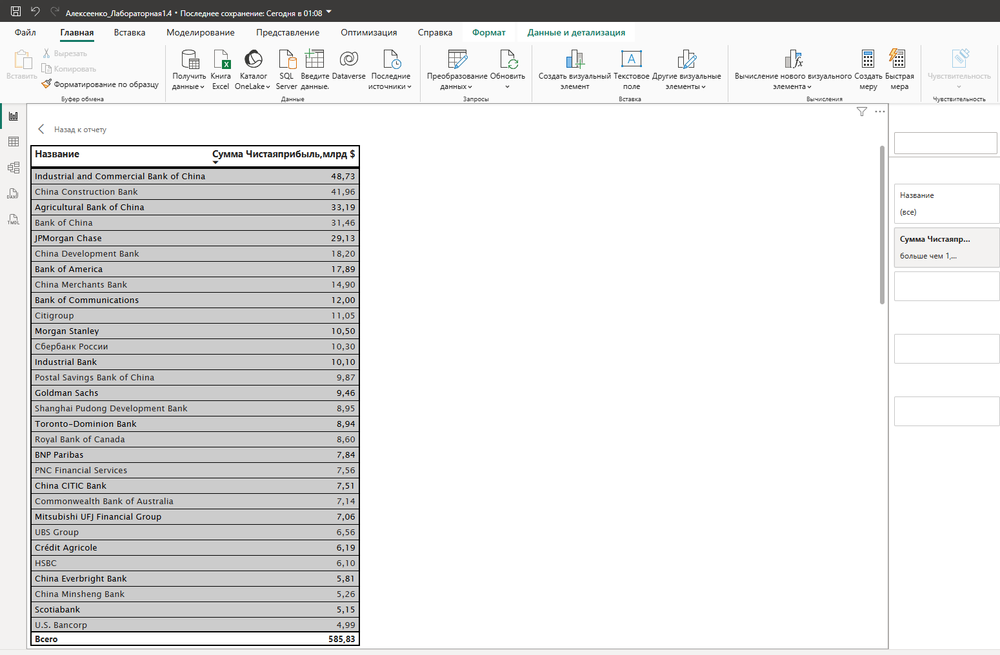 Алексеенко_Лабораторная1.4 • Последнее сохранение: Сегодня в 01:08
Файл Главная Вставка Моделирование Представление Оптимизация Справка Формат Данные и детализация
Вставить
Вырезать
Копировать
Форматирование по образцу
Буфер обмена
Получить данные
Книга Excel
Каталог OneLake
SQL Server
Введите данные.
Dataverse
Последние источники
Данные
Преобразование данных
Обновить
Запросы
Создать визуальный элемент
Текстовое поле
Другие визуальные элементы
Вставка
Вычисление нового визуального элемента
Создать меру
Быстрая мера
Вычисления
Чувствительность
Чувствительность
DAX
TMDL
Назад к отчету
Название Сумма Чистаяприбыль,млрд $
Industrial and Commercial Bank of China 48,73
China Construction Bank 41,96
Agricultural Bank of China 33,19
Bank of China 31,46
JPMorgan Chase 29,13
China Development Bank 18,20
Bank of America 17,89
China Merchants Bank 14,90
Bank of Communications 12,00
Citigroup 11,05
Morgan Stanley 10,50
Сбербанк России 10,30
Industrial Bank 10,10
Postal Savings Bank of China 9,87
Goldman Sachs 9,46
Shanghai Pudong Development Bank 8,95
Toronto-Dominion Bank 8,94
Royal Bank of Canada 8,60
BNP Paribas 7,84
PNC Financial Services 7,56
China CITIC Bank 7,51
Commonwealth Bank of Australia 7,14
Mitsubishi UFJ Financial Group 7,06
UBS Group 6,56
Crédit Agricole 6,19
HSBC 6,10
China Everbright Bank 5,81
China Minsheng Bank 5,26
Scotiabank 5,15
U.S. Bancorp 4,99
Всего 585,83
Название
(все)
Сумма Чистаяпр...
больше чем 1,...